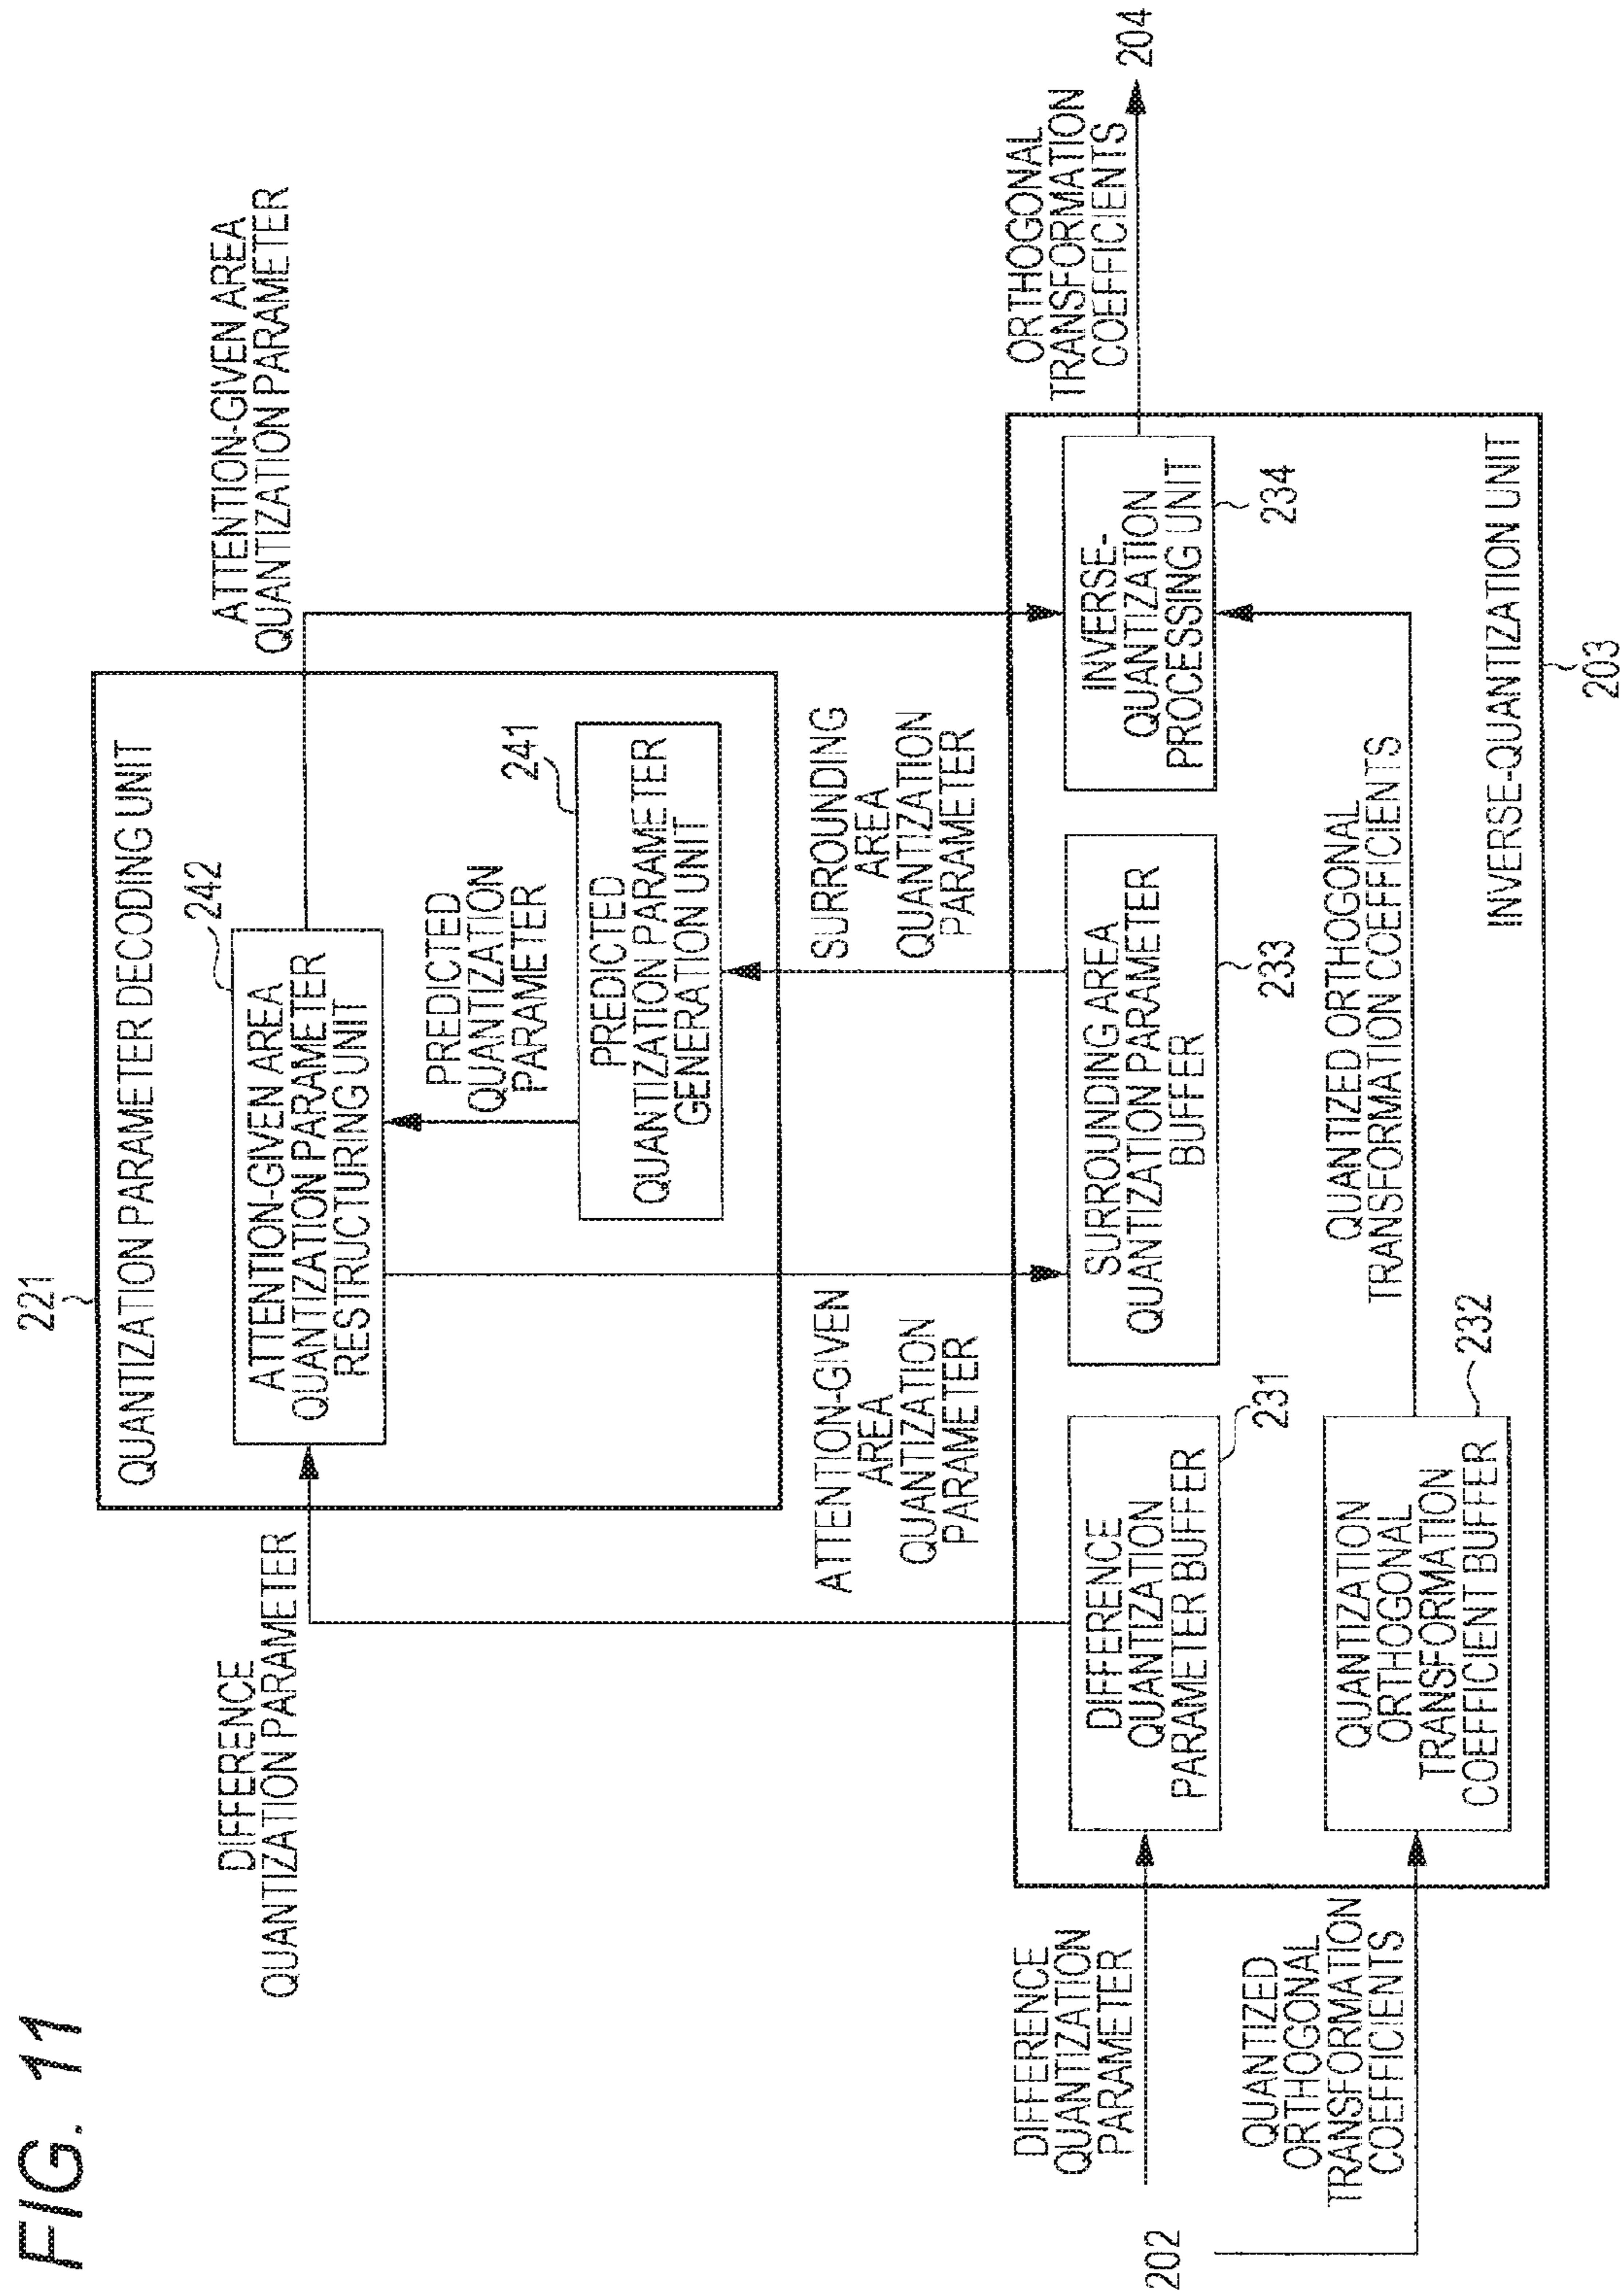 FIG. 11
221
QUANTIZATION PARAMETER DECODING UNIT
242
ATTENTION-GIVEN AREA
QUANTIZATION PARAMETER
RESTRUCTURING UNIT
DIFFERENCE
QUANTIZATION PARAMETER
ATTENTION-GIVEN AREA
QUANTIZATION PARAMETER
PREDICTED
QUANTIZATION
PARAMETER
241
PREDICTED
QUANTIZATION PARAMETER
GENERATION UNIT
ATTENTION-GIVEN
AREA
QUANTIZATION
PARAMETER
SURROUNDING
AREA
QUANTIZATION
PARAMETER
DIFFERENCE
QUANTIZATION
PARAMETER
202
QUANTIZED
ORTHOGONAL
TRANSFORMATION
COEFFICIENTS
DIFFERENCE
QUANTIZATION
PARAMETER BUFFER
231
SURROUNDING AREA
QUANTIZATION PARAMETER
BUFFER
233
INVERSE-
QUANTIZATION
PROCESSING UNIT
234
ORTHOGONAL
TRANSFORMATION
COEFFICIENTS
204
QUANTIZATION
ORTHOGONAL
TRANSFORMATION
COEFFICIENT BUFFER
232
QUANTIZED ORTHOGONAL
TRANSFORMATION COEFFICIENTS
INVERSE-QUANTIZATION UNIT
203